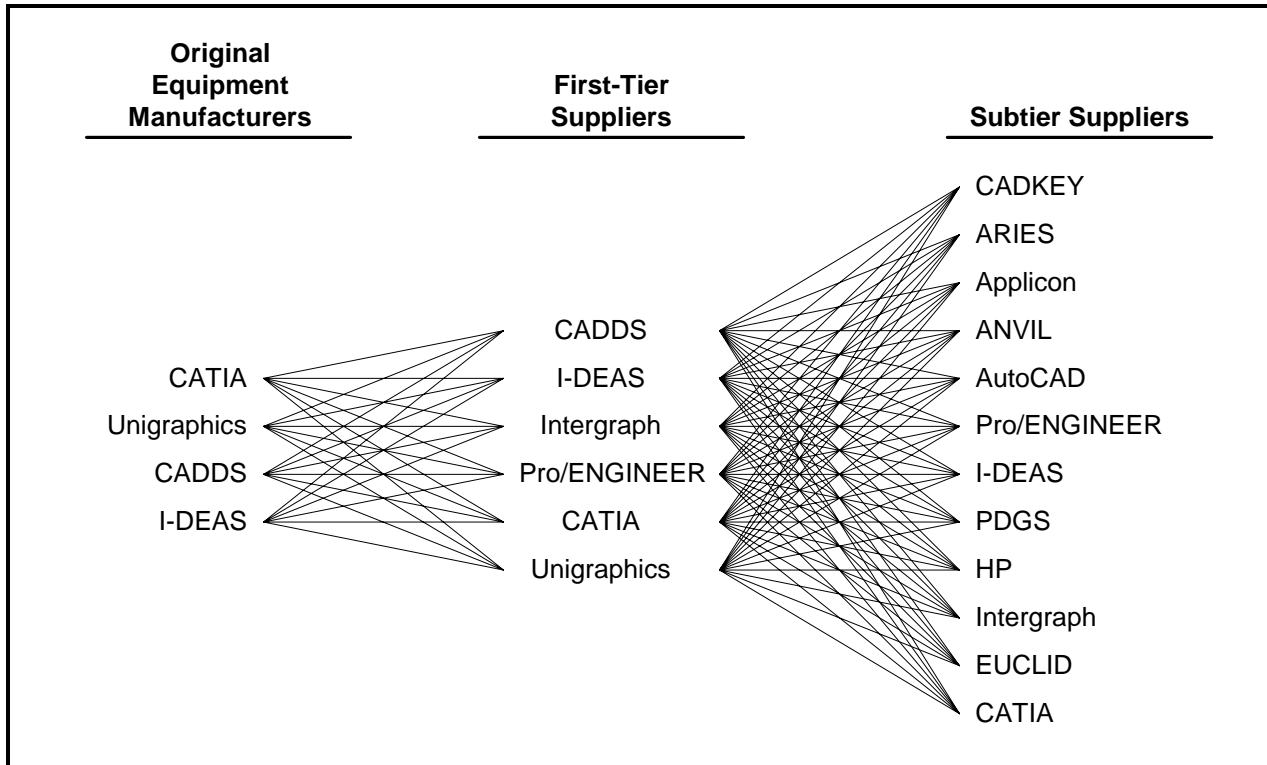 Original
Equipment
Manufacturers
First-Tier
Suppliers
Subtier Suppliers
CATIA
Unigraphics
CADDS
I-DEAS
CADDS
I-DEAS
Intergraph
Pro/ENGINEER
CATIA
Unigraphics
CADKEY
ARIES
Applicon
ANVIL
AutoCAD
Pro/ENGINEER
I-DEAS
PDGS
HP
Intergraph
EUCLID
CATIA